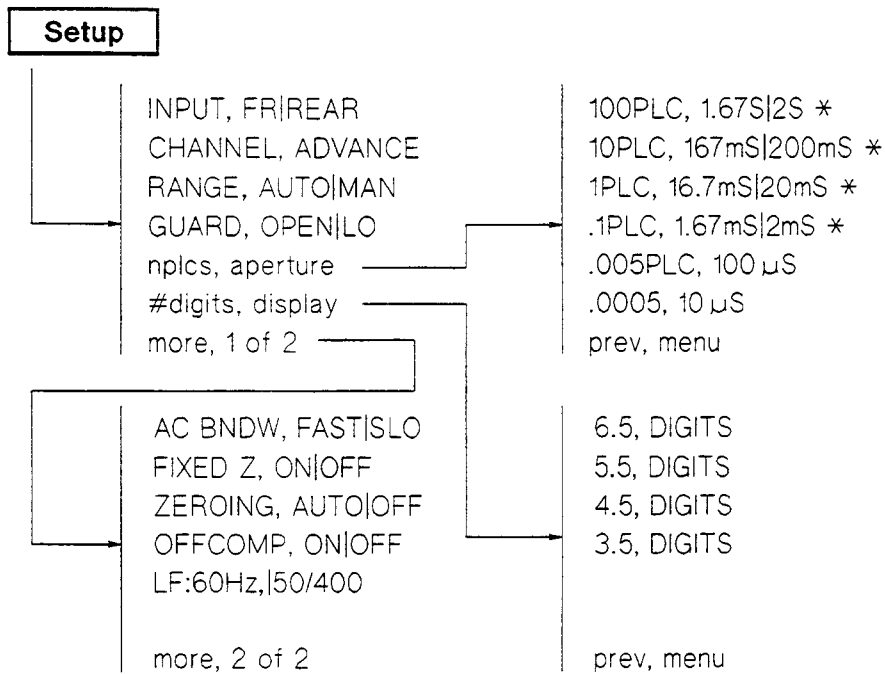 Setup
INPUT, FR|REAR
CHANNEL, ADVANCE
RANGE, AUTO|MAN
GUARD, OPEN|LO
nplcs, aperture
#digits, display
more, 1 of 2
100PLC, 1.67S|2S *
10PLC, 167mS|200mS *
1PLC, 16.7mS|20mS *
.1PLC, 1.67mS|2mS *
.005PLC, 100 µS
.0005, 10 µS
prev, menu
AC BNDW, FAST|SLO
FIXED Z, ON|OFF
ZEROING, AUTO|OFF
OFFCOMP, ON|OFF
LF:60Hz,|50/400
more, 2 of 2
6.5, DIGITS
5.5, DIGITS
4.5, DIGITS
3.5, DIGITS
prev, menu